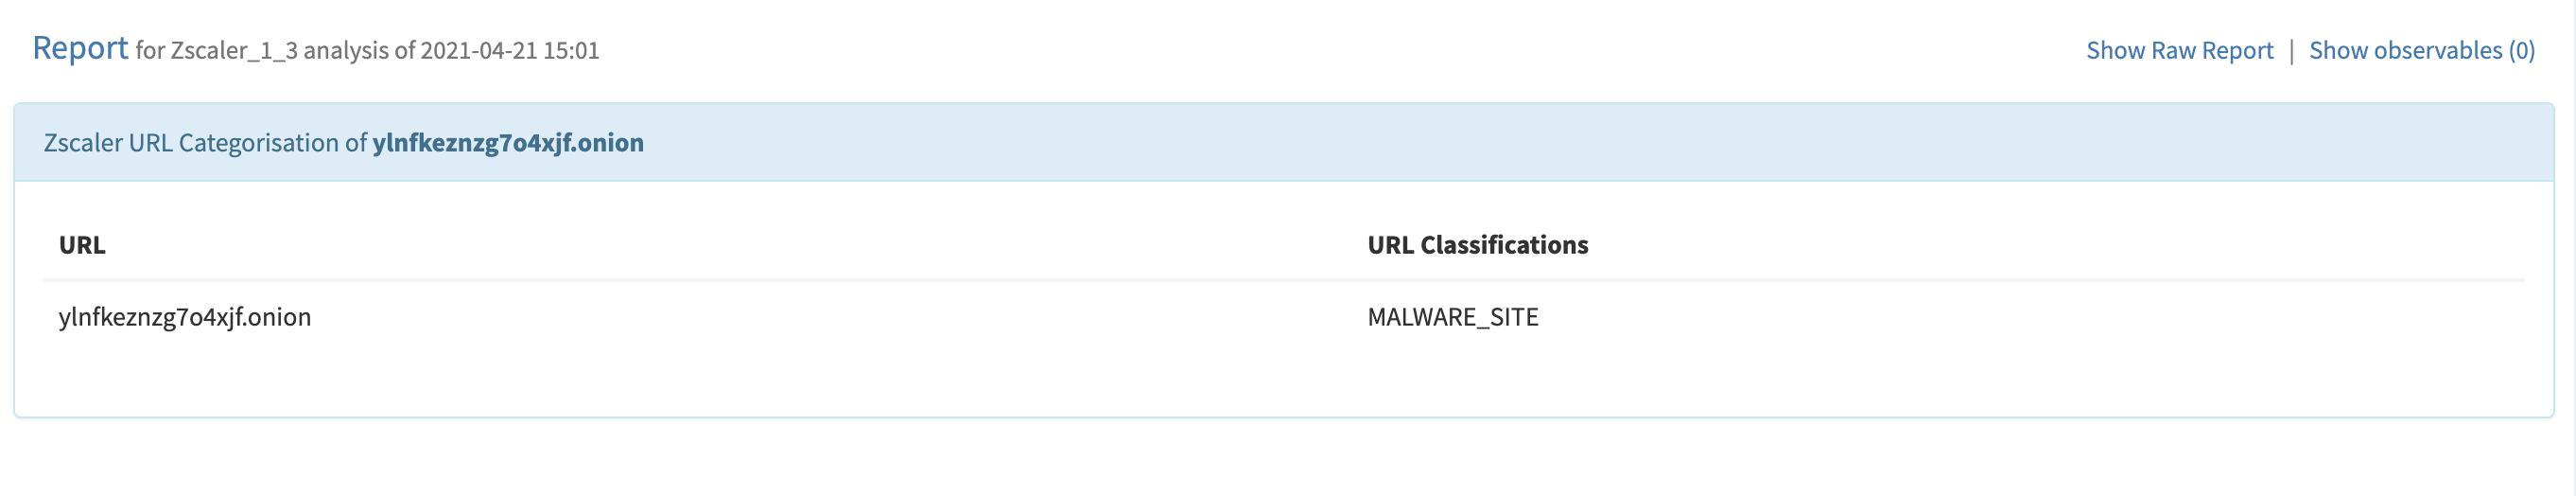 Report for Zscaler_1_3 analysis of 2021-04-21 15:01
Show Raw Report | Show observables (0)
Zscaler URL Categorisation of ylnfkeznzg7o4xjf.onion
URL
URL Classifications
ylnfkeznzg7o4xjf.onion
MALWARE_SITE